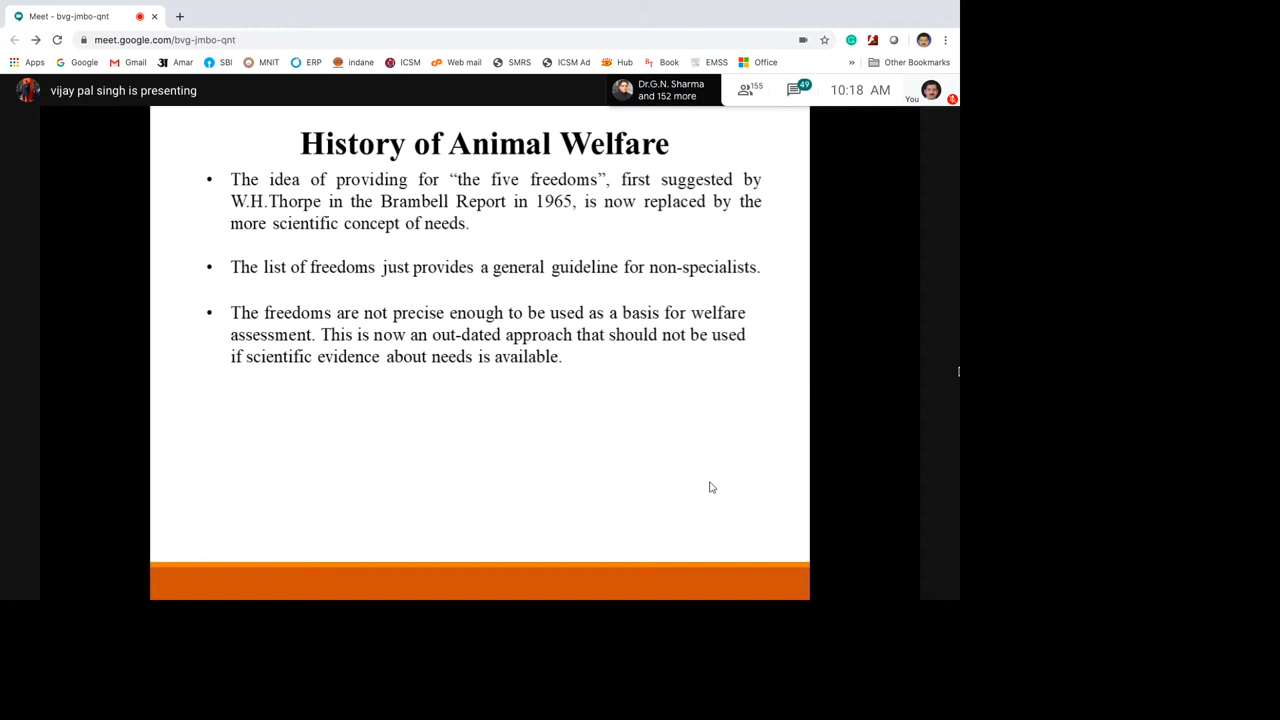 Meet - bvg-jmbo-qnt
meet.google.com/bvg-jmbo-qnt
Apps Google Gmail Amar SBI MNIT ERP indane ICSM Web mail SMRS ICSM Ad Hub Book EMSS Office » Other Bookmarks
vijay pal singh is presenting
Dr.G.N. Sharma
and 152 more
155
49
10:18 AM
You
History of Animal Welfare
• The idea of providing for “the five freedoms”, first suggested by
W.H.Thorpe in the Brambell Report in 1965, is now replaced by the
more scientific concept of needs.
• The list of freedoms just provides a general guideline for non-specialists.
• The freedoms are not precise enough to be used as a basis for welfare
assessment. This is now an out-dated approach that should not be used
if scientific evidence about needs is available.